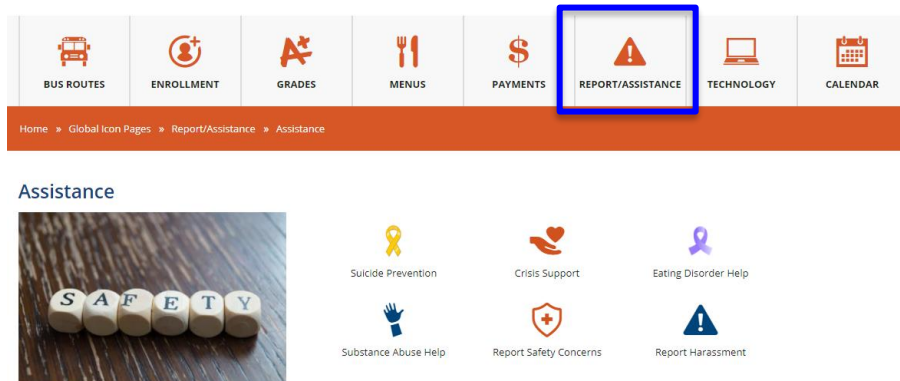 BUS ROUTES ENROLLMENT GRADES MENUS PAYMENTS REPORT/ASSISTANCE TECHNOLOGY CALENDAR
Home » Global Icon Pages » Report/Assistance » Assistance
Assistance
SAFETY
Suicide Prevention Crisis Support Eating Disorder Help
Substance Abuse Help Report Safety Concerns Report Harassment